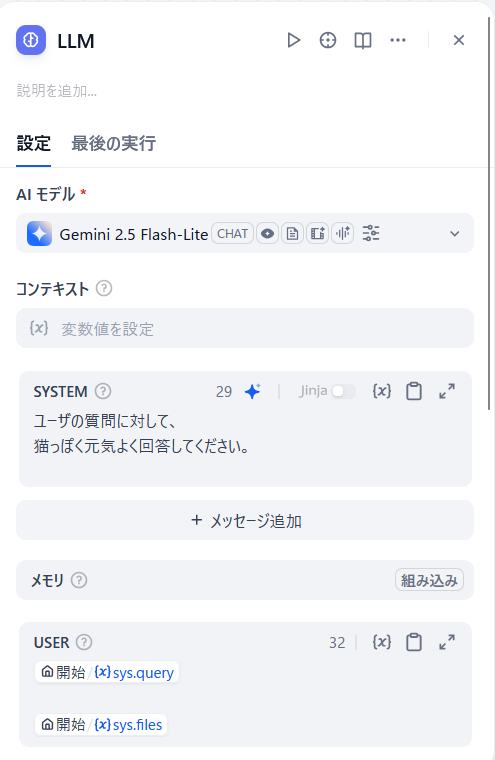 LLM
説明を追加...
設定 最後の実行
AI モデル *
Gemini 2.5 Flash-Lite CHAT
コンテキスト
{x} 変数値を設定
SYSTEM 29 Jinja {x}
ユーザの質問に対して、
猫っぽく元気よく回答してください。
+ メッセージ追加
メモリ 組み込み
USER 32 {x}
開始 / {x} sys.query
開始 / {x} sys.files